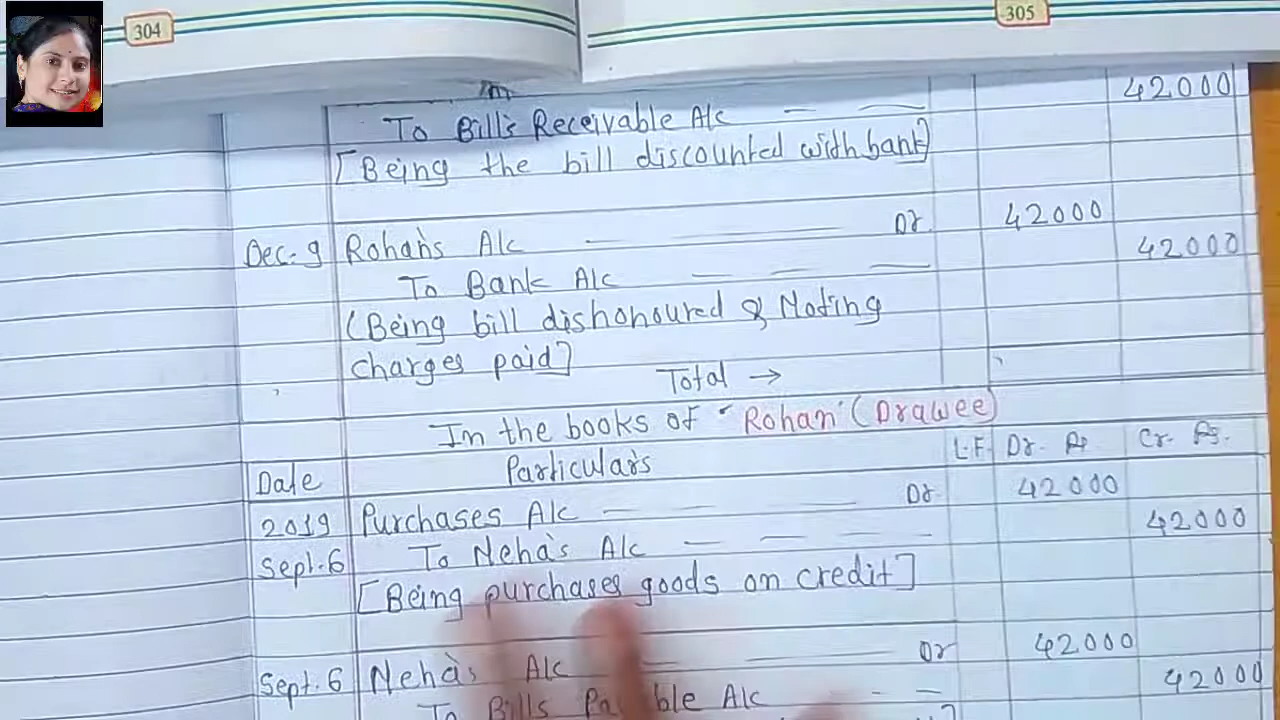 304
305
42000
To Bill's Receivable A/c
[Being the bill discounted with bank]
Dec. 9 Rohan's A/c Dr 42000
To Bank A/c 42000
(Being bill dishonoured & Noting
charges paid]
Total →
In the books of "Rohan" (Drawee)
Date Particulars L.F. Dr. Rs Cr. Rs.
2019 Purchases A/c Dr 42000
Sept. 6 To Neha's A/c 42000
[Being purchases goods on credit]
Sept. 6 Neha's A/c Dr 42000
To Bills Payable A/c 42000